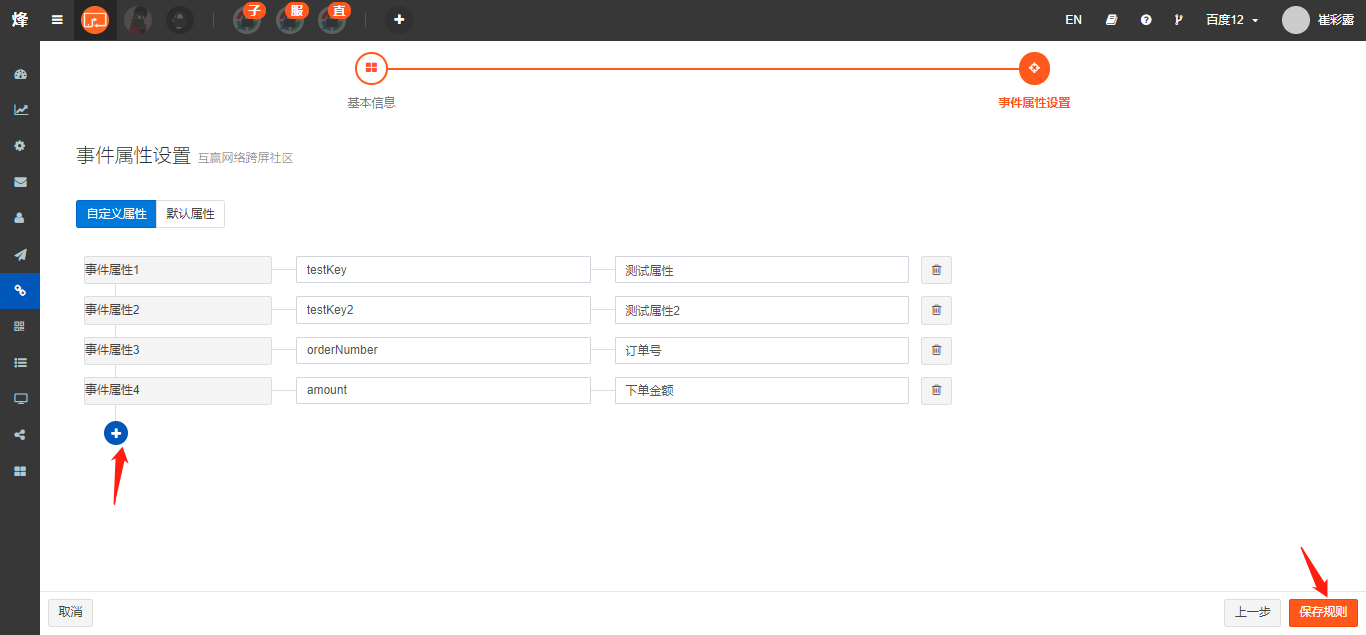 烽 子 服 直 EN 百度12 崔彩露
基本信息 事件属性设置
事件属性设置 互赢网络跨屏社区
自定义属性 默认属性
事件属性1 testKey 测试属性
事件属性2 testKey2 测试属性2
事件属性3 orderNumber 订单号
事件属性4 amount 下单金额
取消 上一步 保存规则